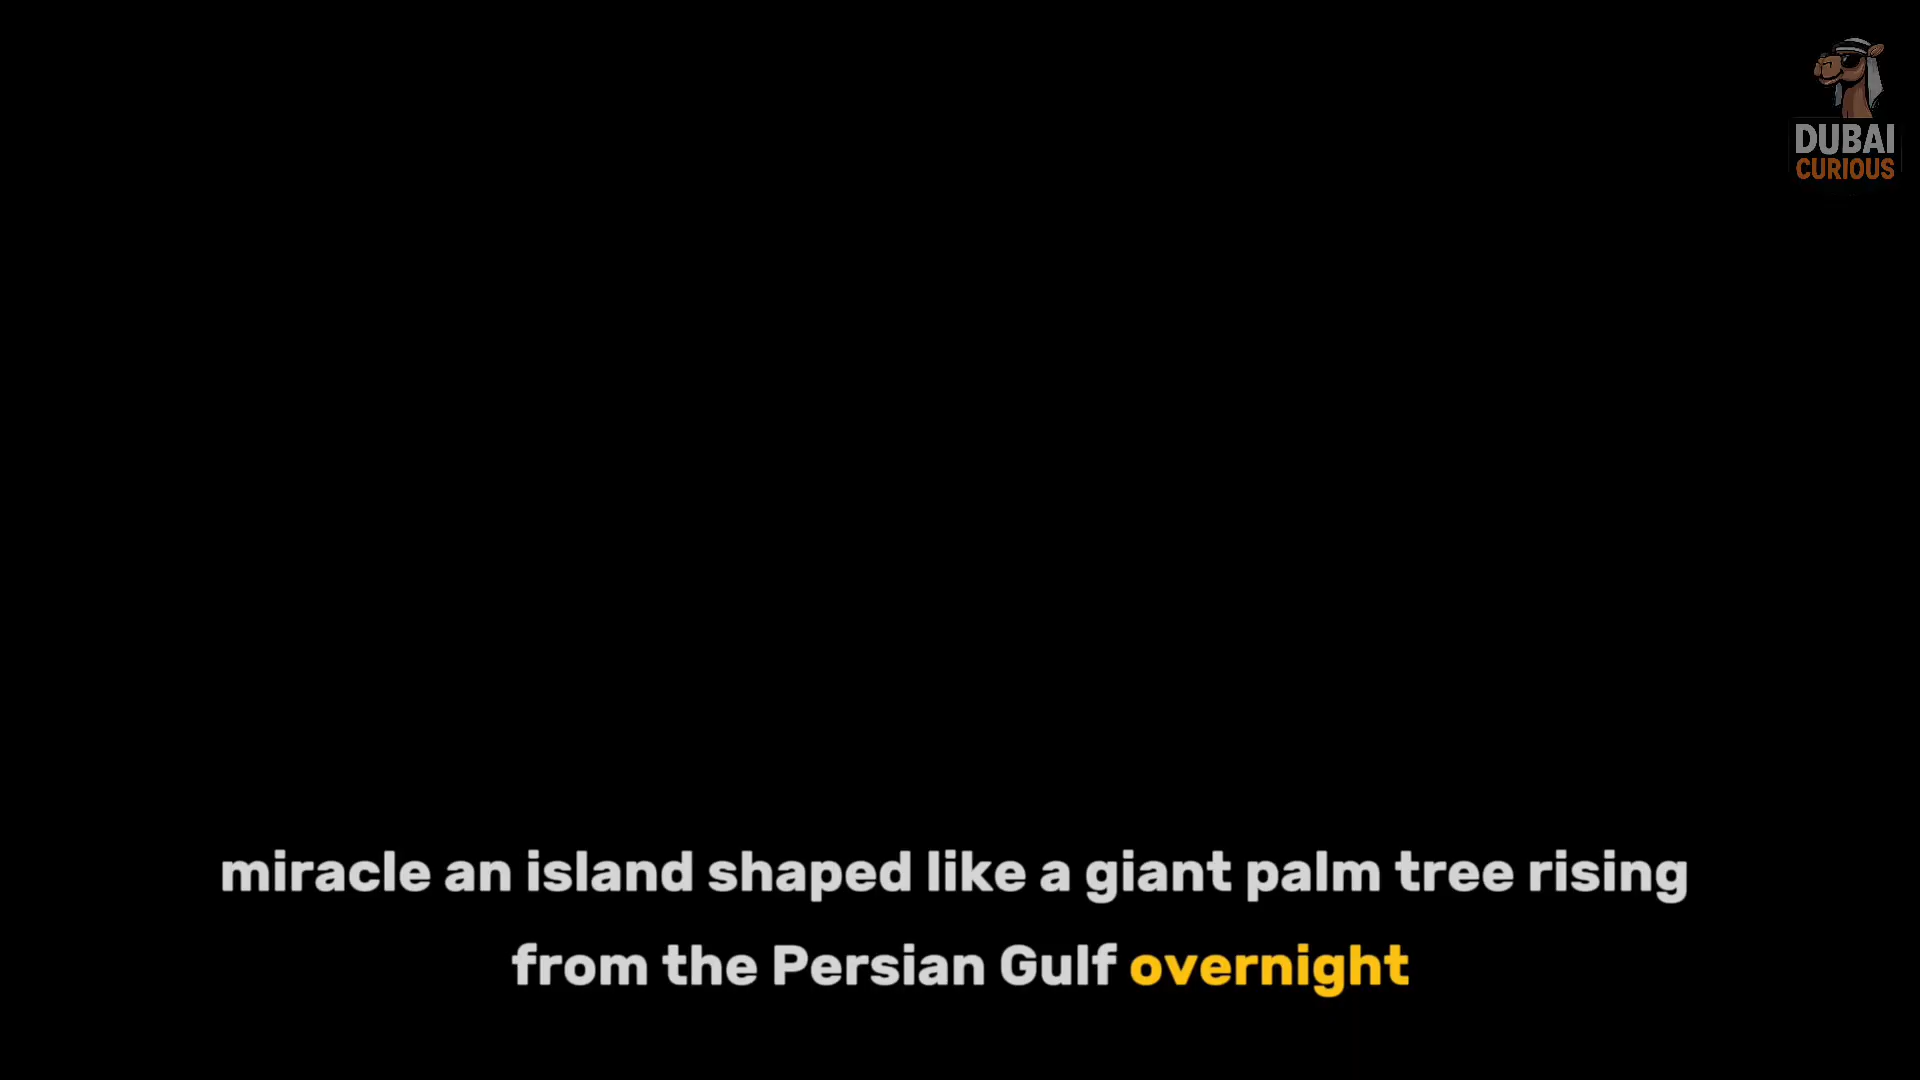 DUBAI
CURIOUS
miracle an island shaped like a giant palm tree rising
from the Persian Gulf overnight